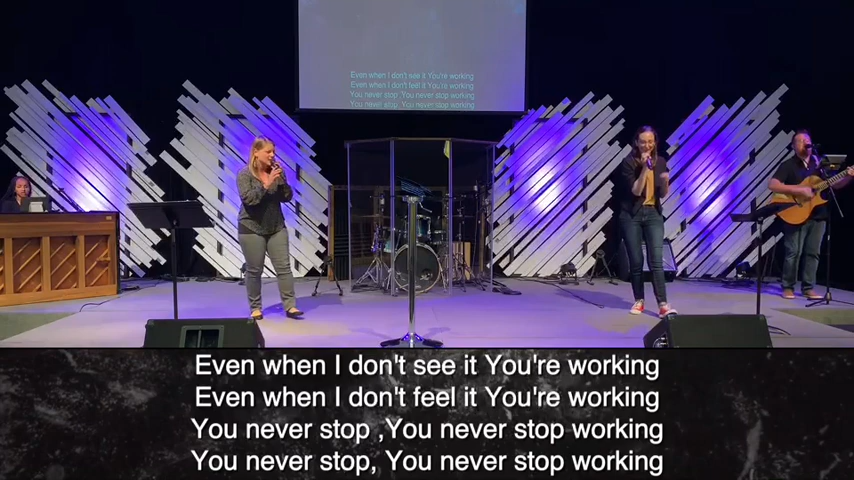 Even when I don't see it You're working
Even when I don't feel it You're working
You never stop ,You never stop working
You never stop, You never stop working
Even when I don't see it You're working
Even when I don't feel it You're working
You never stop ,You never stop working
You never stop, You never stop working